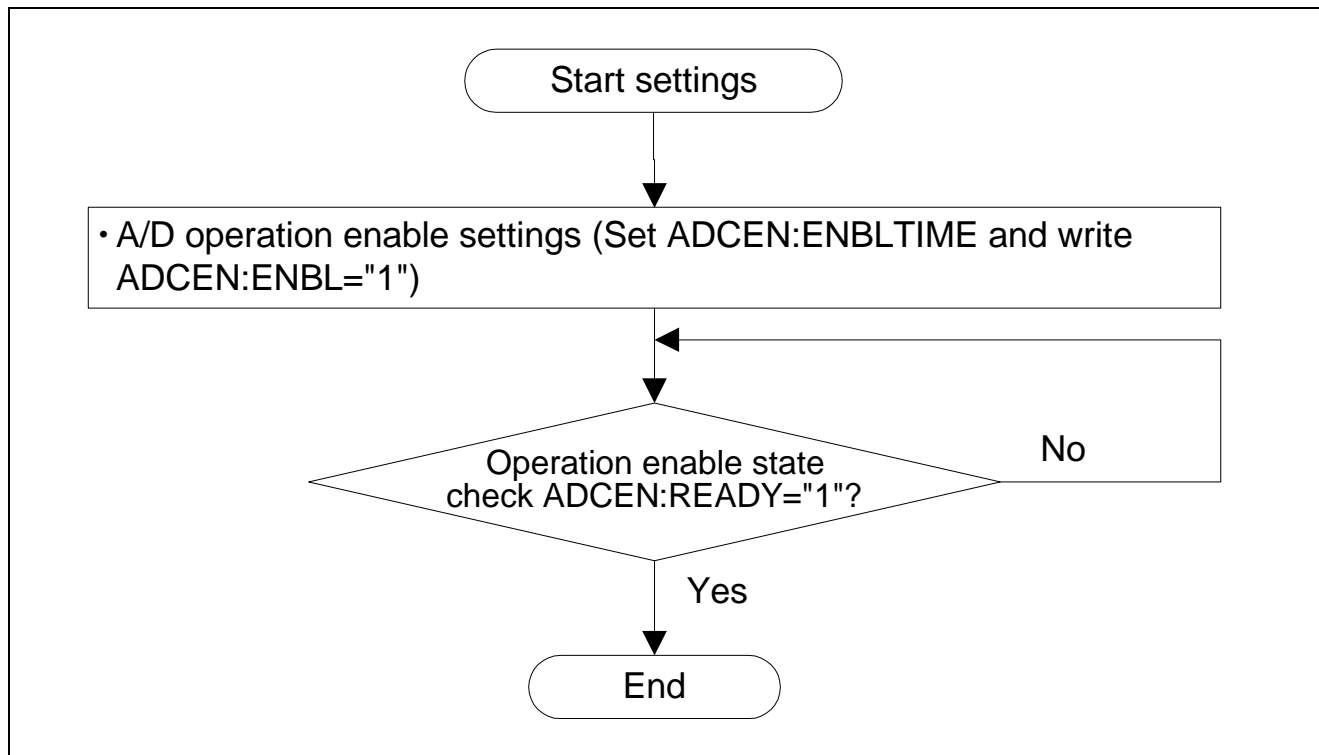 Start settings
・A/D operation enable settings (Set ADCEN:ENBLTIME and write
ADCEN:ENBL="1")
Operation enable state
check ADCEN:READY="1"?
No
Yes
End